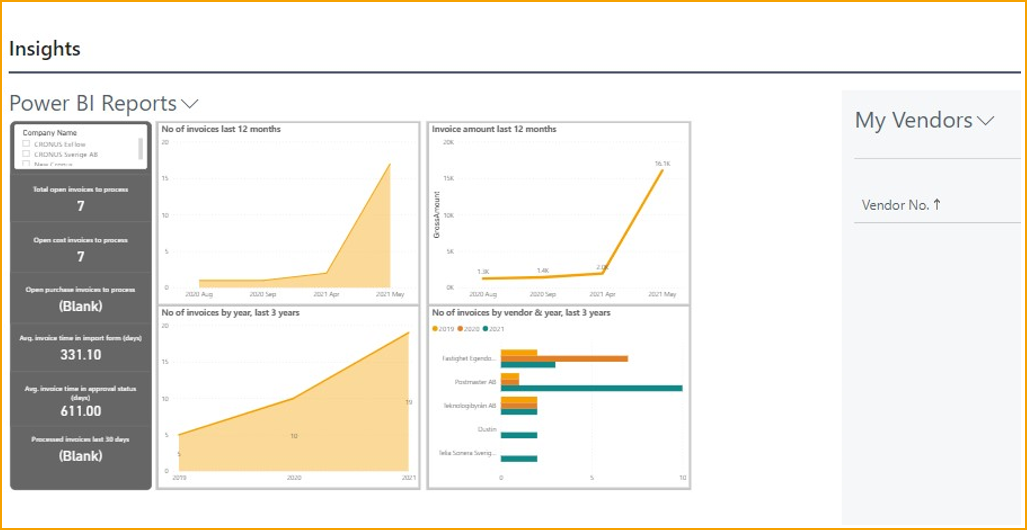 Insights
Power BI Reports
My Vendors
Vendor No. ↑
Company Name
CRONUS ExFlow
CRONUS Sverige AB
New Cronus
Total open invoices to process
7
Open cost invoices to process
7
Open purchase invoices to process
(Blank)
Avg. invoice time in import form (days)
331.10
Avg. invoice time in approval status
(days)
611.00
Processed invoices last 30 days
(Blank)
No of invoices last 12 months
20
15
10
5
0
2020 Aug 2020 Sep 2021 Apr 2021 May
Invoice amount last 12 months
GrossAmount
20K
15K
10K
5K
0K
1.3K 1.4K 2.0K 16.1K
2020 Aug 2020 Sep 2021 Apr 2021 May
No of invoices by year, last 3 years
20
15
10
5
0
5 10 19
2019 2020 2021
No of invoices by vendor & year, last 3 years
2019 2020 2021
Fastighet Egendo...
Postmaster AB
Teknologibyrån AB
Dustin
Telia Sonera Sverig...
0 5 10